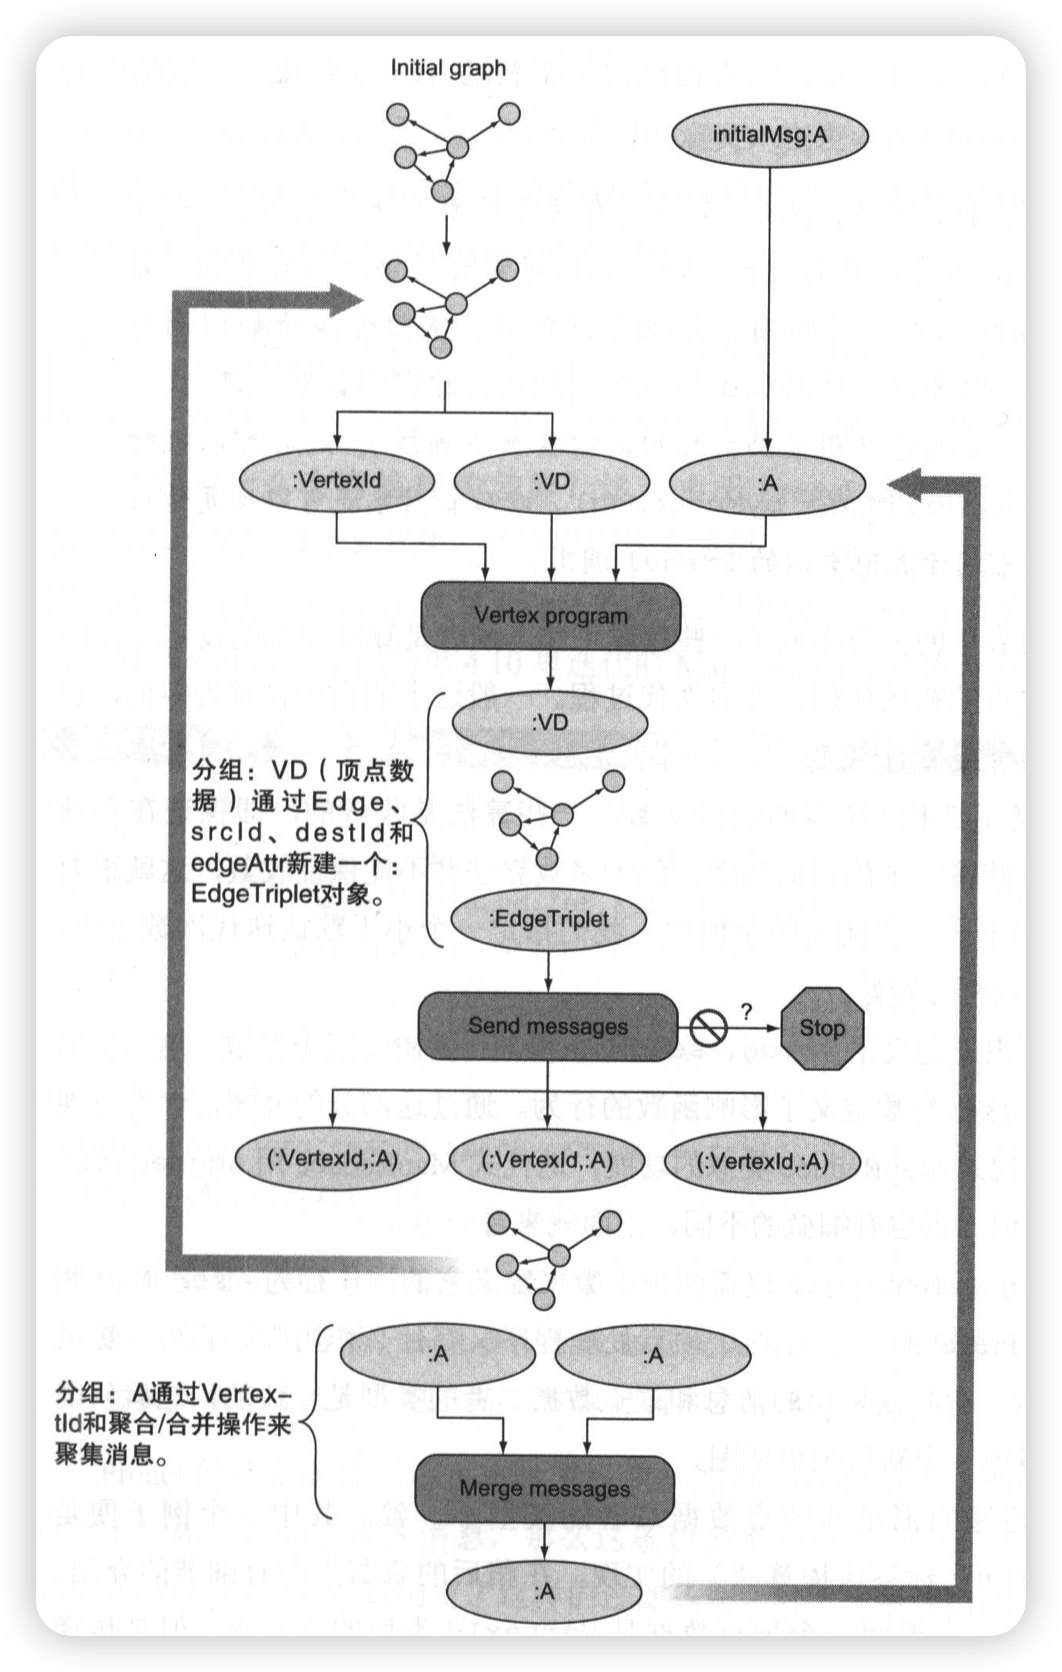 Initial graph
initialMsg:A
:VertexId
:VD
:A
Vertex program
:VD
分组：VD（顶点数
据）通过Edge、
srcId、destId和
edgeAttr新建一个：
EdgeTriplet对象。
:EdgeTriplet
Send messages
?
Stop
(:VertexId,:A)
(:VertexId,:A)
(:VertexId,:A)
:A
:A
分组：A通过Vertex–
tId和聚合/合并操作来
聚集消息。
Merge messages
:A